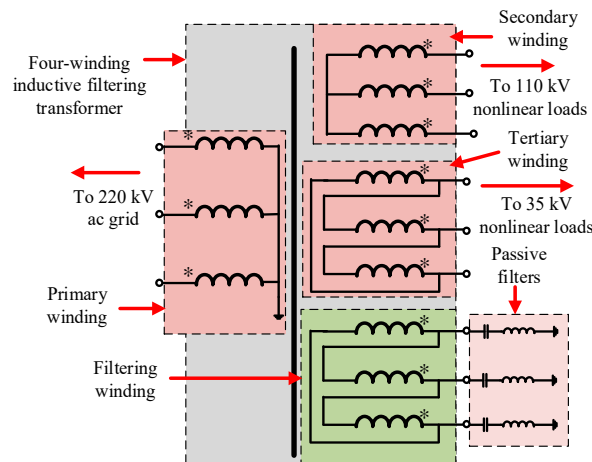 Four-winding
inductive filtering
transformer
Secondary
winding
To 110 kV
nonlinear loads
Tertiary
winding
To 220 kV
ac grid
To 35 kV
nonlinear loads
Passive
filters
Primary
winding
Filtering
winding
*
*
*
*
*
*
*
*
*
*
*
*